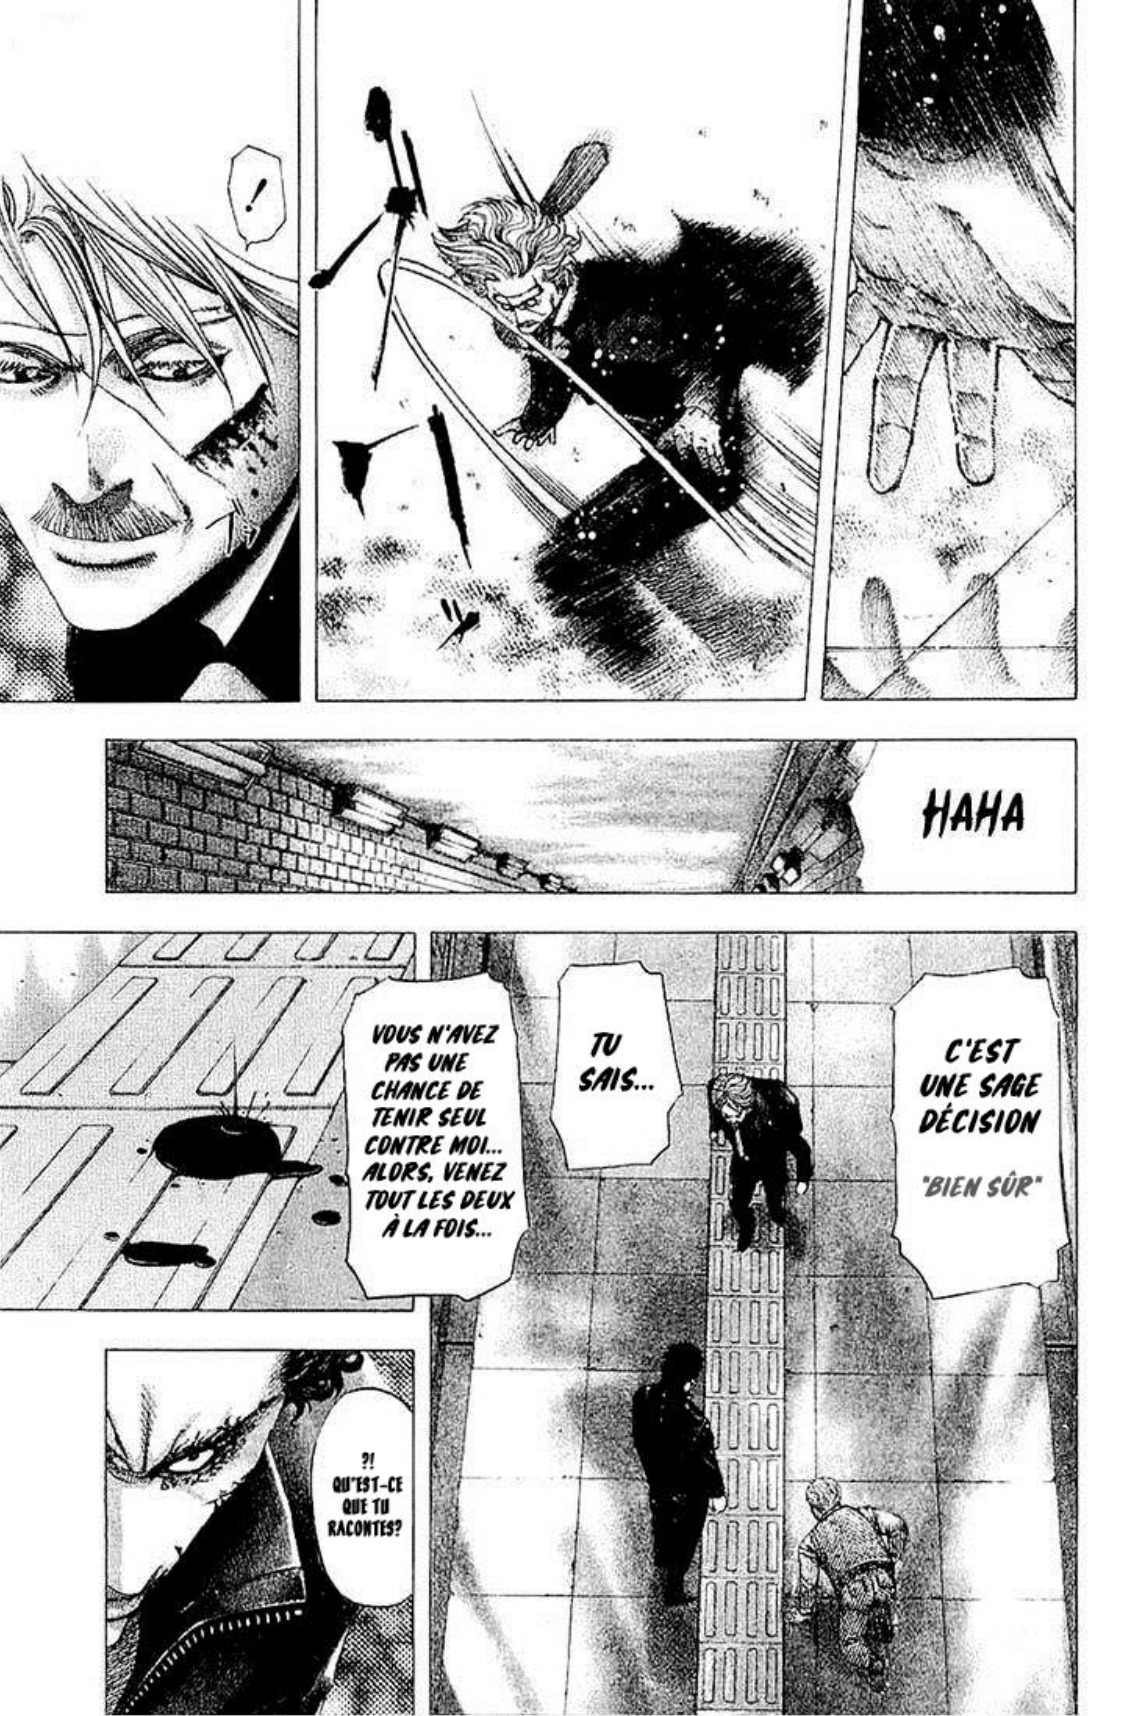 !
HAHA
C'EST
UNE SAGE
DÉCISION
"BIEN SÛR"
TU
SAIS...
VOUS N'AVEZ
PAS UNE
CHANCE DE
TENIR SEUL
CONTRE MOI...
ALORS, VENEZ
TOUT LES DEUX
À LA FOIS...
?!
QU'EST-CE
QUE TU
RACONTES?